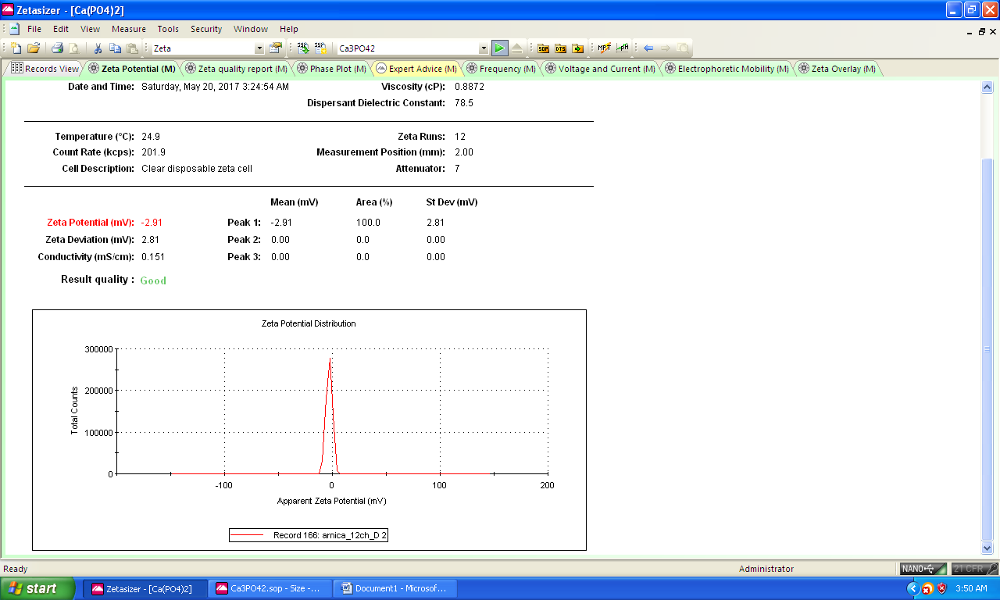 Zetasizer - [Ca(PO4)2]
File Edit View Measure Tools Security Window Help
Zeta Ca3PO42 SOP DTS MPT pH
Records View Zeta Potential (M) Zeta quality report (M) Phase Plot (M) Expert Advice (M) Frequency (M) Voltage and Current (M) Electrophoretic Mobility (M) Zeta Overlay (M)
Date and Time: Saturday, May 20, 2017 3:24:54 AM Viscosity (cP): 0.8872
Dispersant Dielectric Constant: 78.5
Temperature (°C): 24.9 Zeta Runs: 12
Count Rate (kcps): 201.9 Measurement Position (mm): 2.00
Cell Description: Clear disposable zeta cell Attenuator: 7
Mean (mV) Area (%) St Dev (mV)
Zeta Potential (mV): -2.91 Peak 1: -2.91 100.0 2.81
Zeta Deviation (mV): 2.81 Peak 2: 0.00 0.0 0.00
Conductivity (mS/cm): 0.151 Peak 3: 0.00 0.0 0.00
Result quality : Good
Zeta Potential Distribution
300000
200000
100000
0
Total Counts
-100 0 100 200
Apparent Zeta Potential (mV)
Record 166: arnica_12ch_D 2
Ready Administrator NANO 21 CFR
start Zetasizer - [Ca(PO4)2] Ca3PO42.sop - Size -... Document1 - Microsof... 3:50 AM